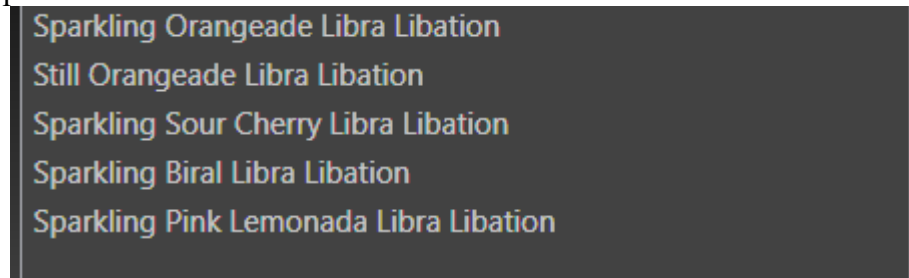 Sparkling Orangeade Libra Libation
Still Orangeade Libra Libation
Sparkling Sour Cherry Libra Libation
Sparkling Biral Libra Libation
Sparkling Pink Lemonada Libra Libation